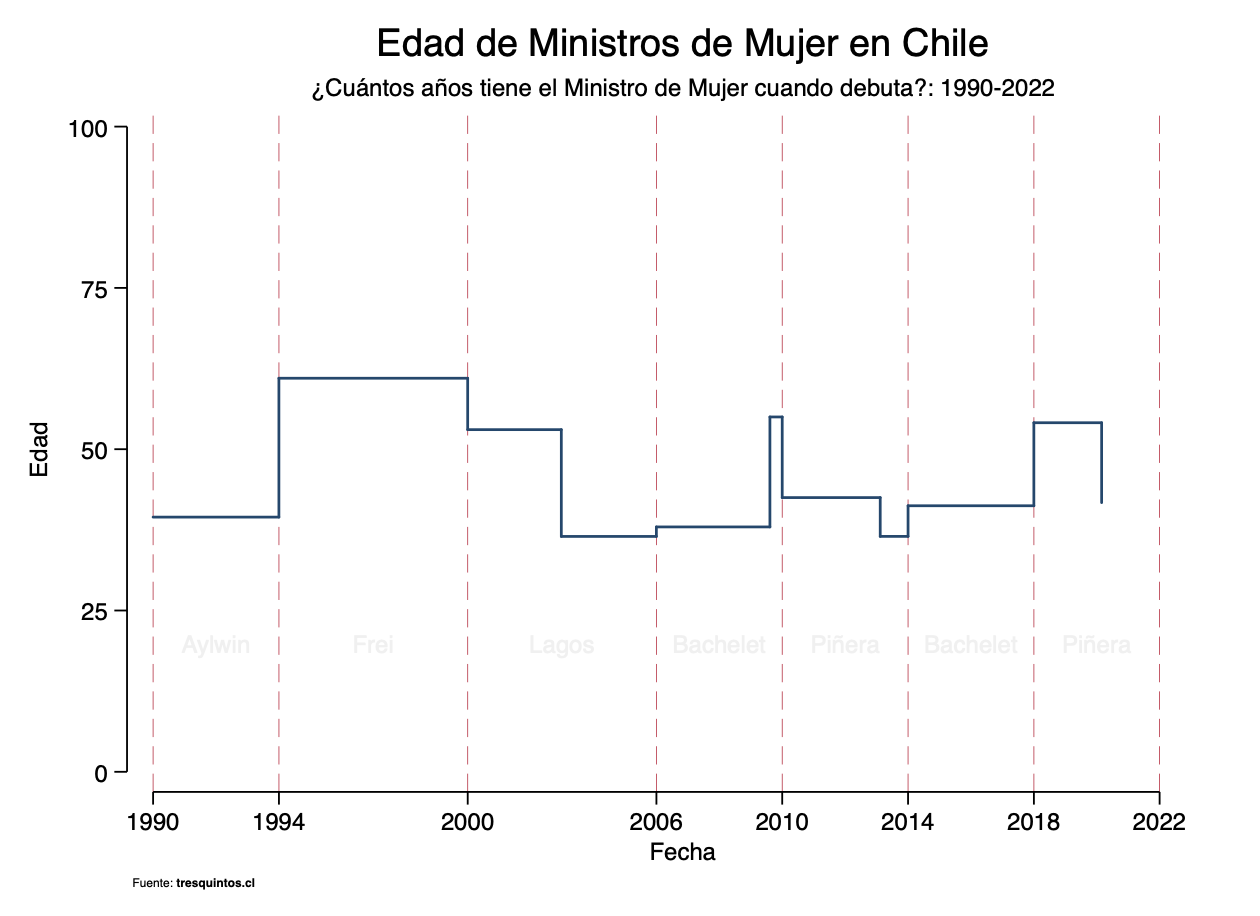 Edad de Ministros de Mujer en Chile
¿Cuántos años tiene el Ministro de Mujer cuando debuta?: 1990-2022
100
75
50
25
0
Edad
Aylwin Frei Lagos Bachelet Piñera Bachelet Piñera
1990 1994 2000 2006 2010 2014 2018 2022
Fecha
Fuente: tresquintos.cl